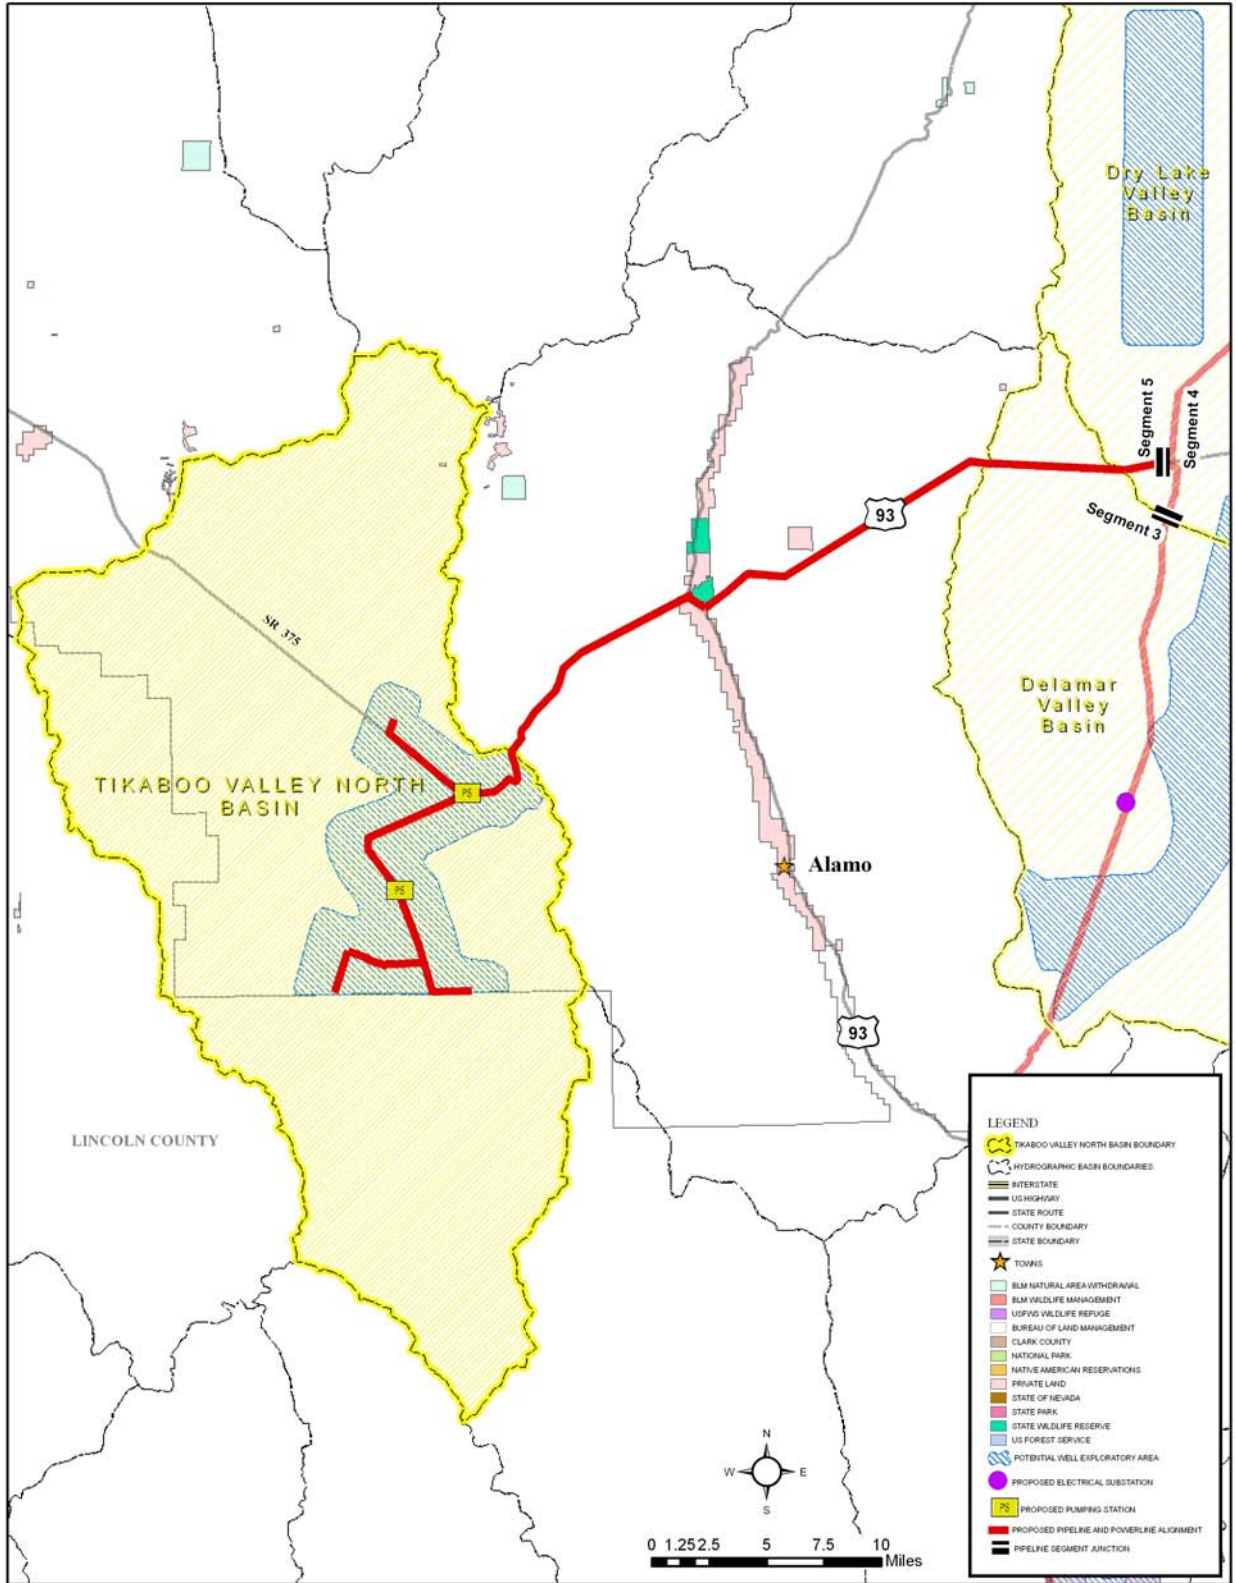 Dry Lake
Valley
Basin
Segment 5
Segment 4
93
Segment 3
SR 375
Delamar
Valley
Basin
TIKABOO VALLEY NORTH
BASIN
PS
PS
Alamo
93
LINCOLN COUNTY
LEGEND
TIKABOO VALLEY NORTH BASIN BOUNDARY
HYDROGRAPHIC BASIN BOUNDARIES
INTERSTATE
US HIGHWAY
STATE ROUTE
COUNTY BOUNDARY
STATE BOUNDARY
TOWNS
BLM NATURAL AREA WITHDRAWAL
BLM WILDLIFE MANAGEMENT
USFWS WILDLIFE REFUGE
BUREAU OF LAND MANAGEMENT
CLARK COUNTY
NATIONAL PARK
NATIVE AMERICAN RESERVATIONS
PRIVATE LAND
STATE OF NEVADA
STATE PARK
STATE WILDLIFE RESERVE
US FOREST SERVICE
POTENTIAL WELL EXPLORATORY AREA
PROPOSED ELECTRICAL SUBSTATION
PS PROPOSED PUMPING STATION
PROPOSED PIPELINE AND POWERLINE ALIGNMENT
PIPELINE SEGMENT JUNCTION
N
W E
S
0 1.25 2.5 5 7.5 10
Miles